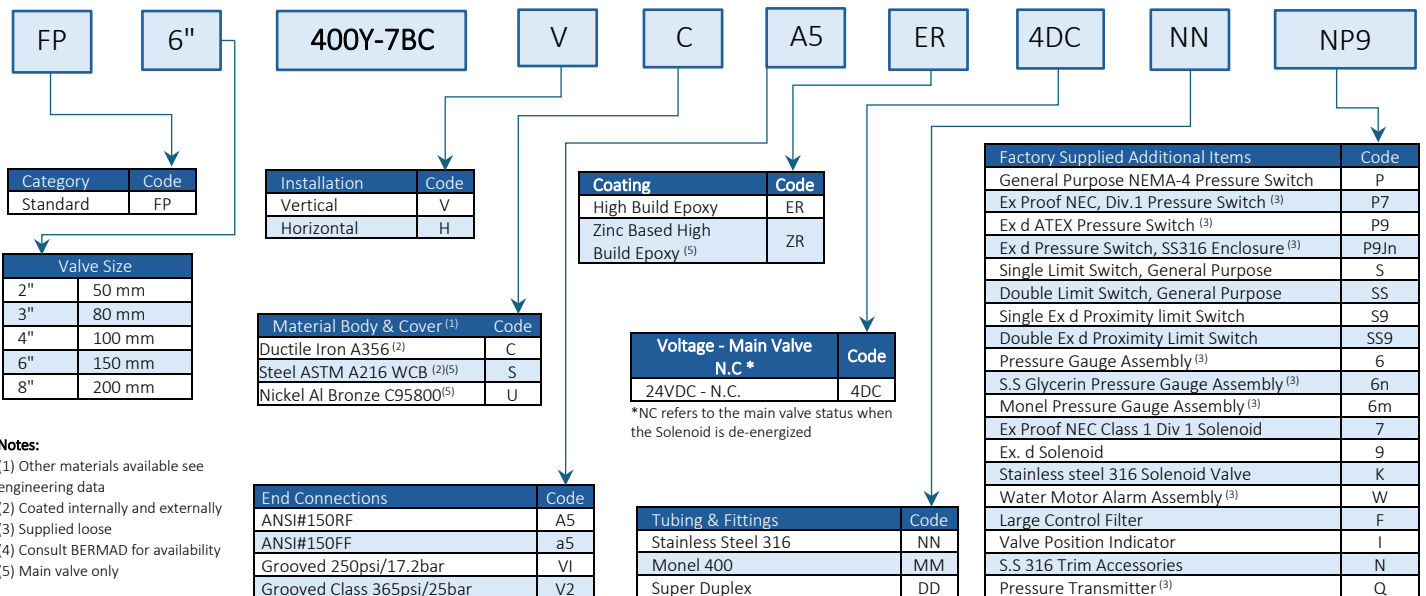 FP 6" 400Y-7BC V C A5 ER 4DC NN NP9
Category Code
Standard FP
Valve Size
2" 50 mm
3" 80 mm
4" 100 mm
6" 150 mm
8" 200 mm
Notes:
(1) Other materials available see
engineering data
(2) Coated internally and externally
(3) Supplied loose
(4) Consult BERMAD for availability
(5) Main valve only
Installation Code
Vertical V
Horizontal H
Material Body & Cover (1) Code
Ductile Iron A356 (2) C
Steel ASTM A216 WCB (2)(5) S
Nickel Al Bronze C95800(5) U
End Connections Code
ANSI#150RF A5
ANSI#150FF a5
Grooved 250psi/17.2bar VI
Grooved Class 365psi/25bar V2
Coating Code
High Build Epoxy ER
Zinc Based High
Build Epoxy (5) ZR
Voltage - Main Valve
N.C * Code
24VDC - N.C. 4DC
*NC refers to the main valve status when
the Solenoid is de-energized
Tubing & Fittings Code
Stainless Steel 316 NN
Monel 400 MM
Super Duplex DD
Factory Supplied Additional Items Code
General Purpose NEMA-4 Pressure Switch P
Ex Proof NEC, Div.1 Pressure Switch (3) P7
Ex d ATEX Pressure Switch (3) P9
Ex d Pressure Switch, SS316 Enclosure (3) P9Jn
Single Limit Switch, General Purpose S
Double Limit Switch, General Purpose SS
Single Ex d Proximity limit Switch S9
Double Ex d Proximity Limit Switch SS9
Pressure Gauge Assembly (3) 6
S.S Glycerin Pressure Gauge Assembly (3) 6n
Monel Pressure Gauge Assembly (3) 6m
Ex Proof NEC Class 1 Div 1 Solenoid 7
Ex. d Solenoid 9
Stainless steel 316 Solenoid Valve K
Water Motor Alarm Assembly (3) W
Large Control Filter F
Valve Position Indicator I
S.S 316 Trim Accessories N
Pressure Transmitter (3) Q